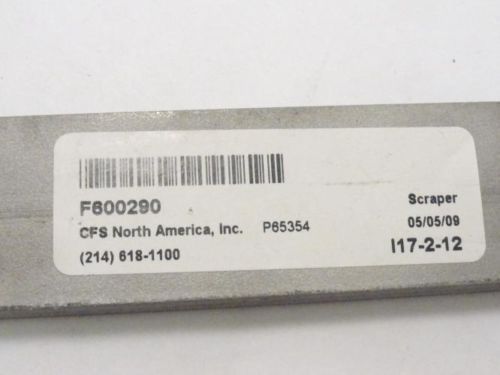 F600290
CFS North America, Inc. P65354
(214) 618-1100
Scraper
05/05/09
I17-2-12